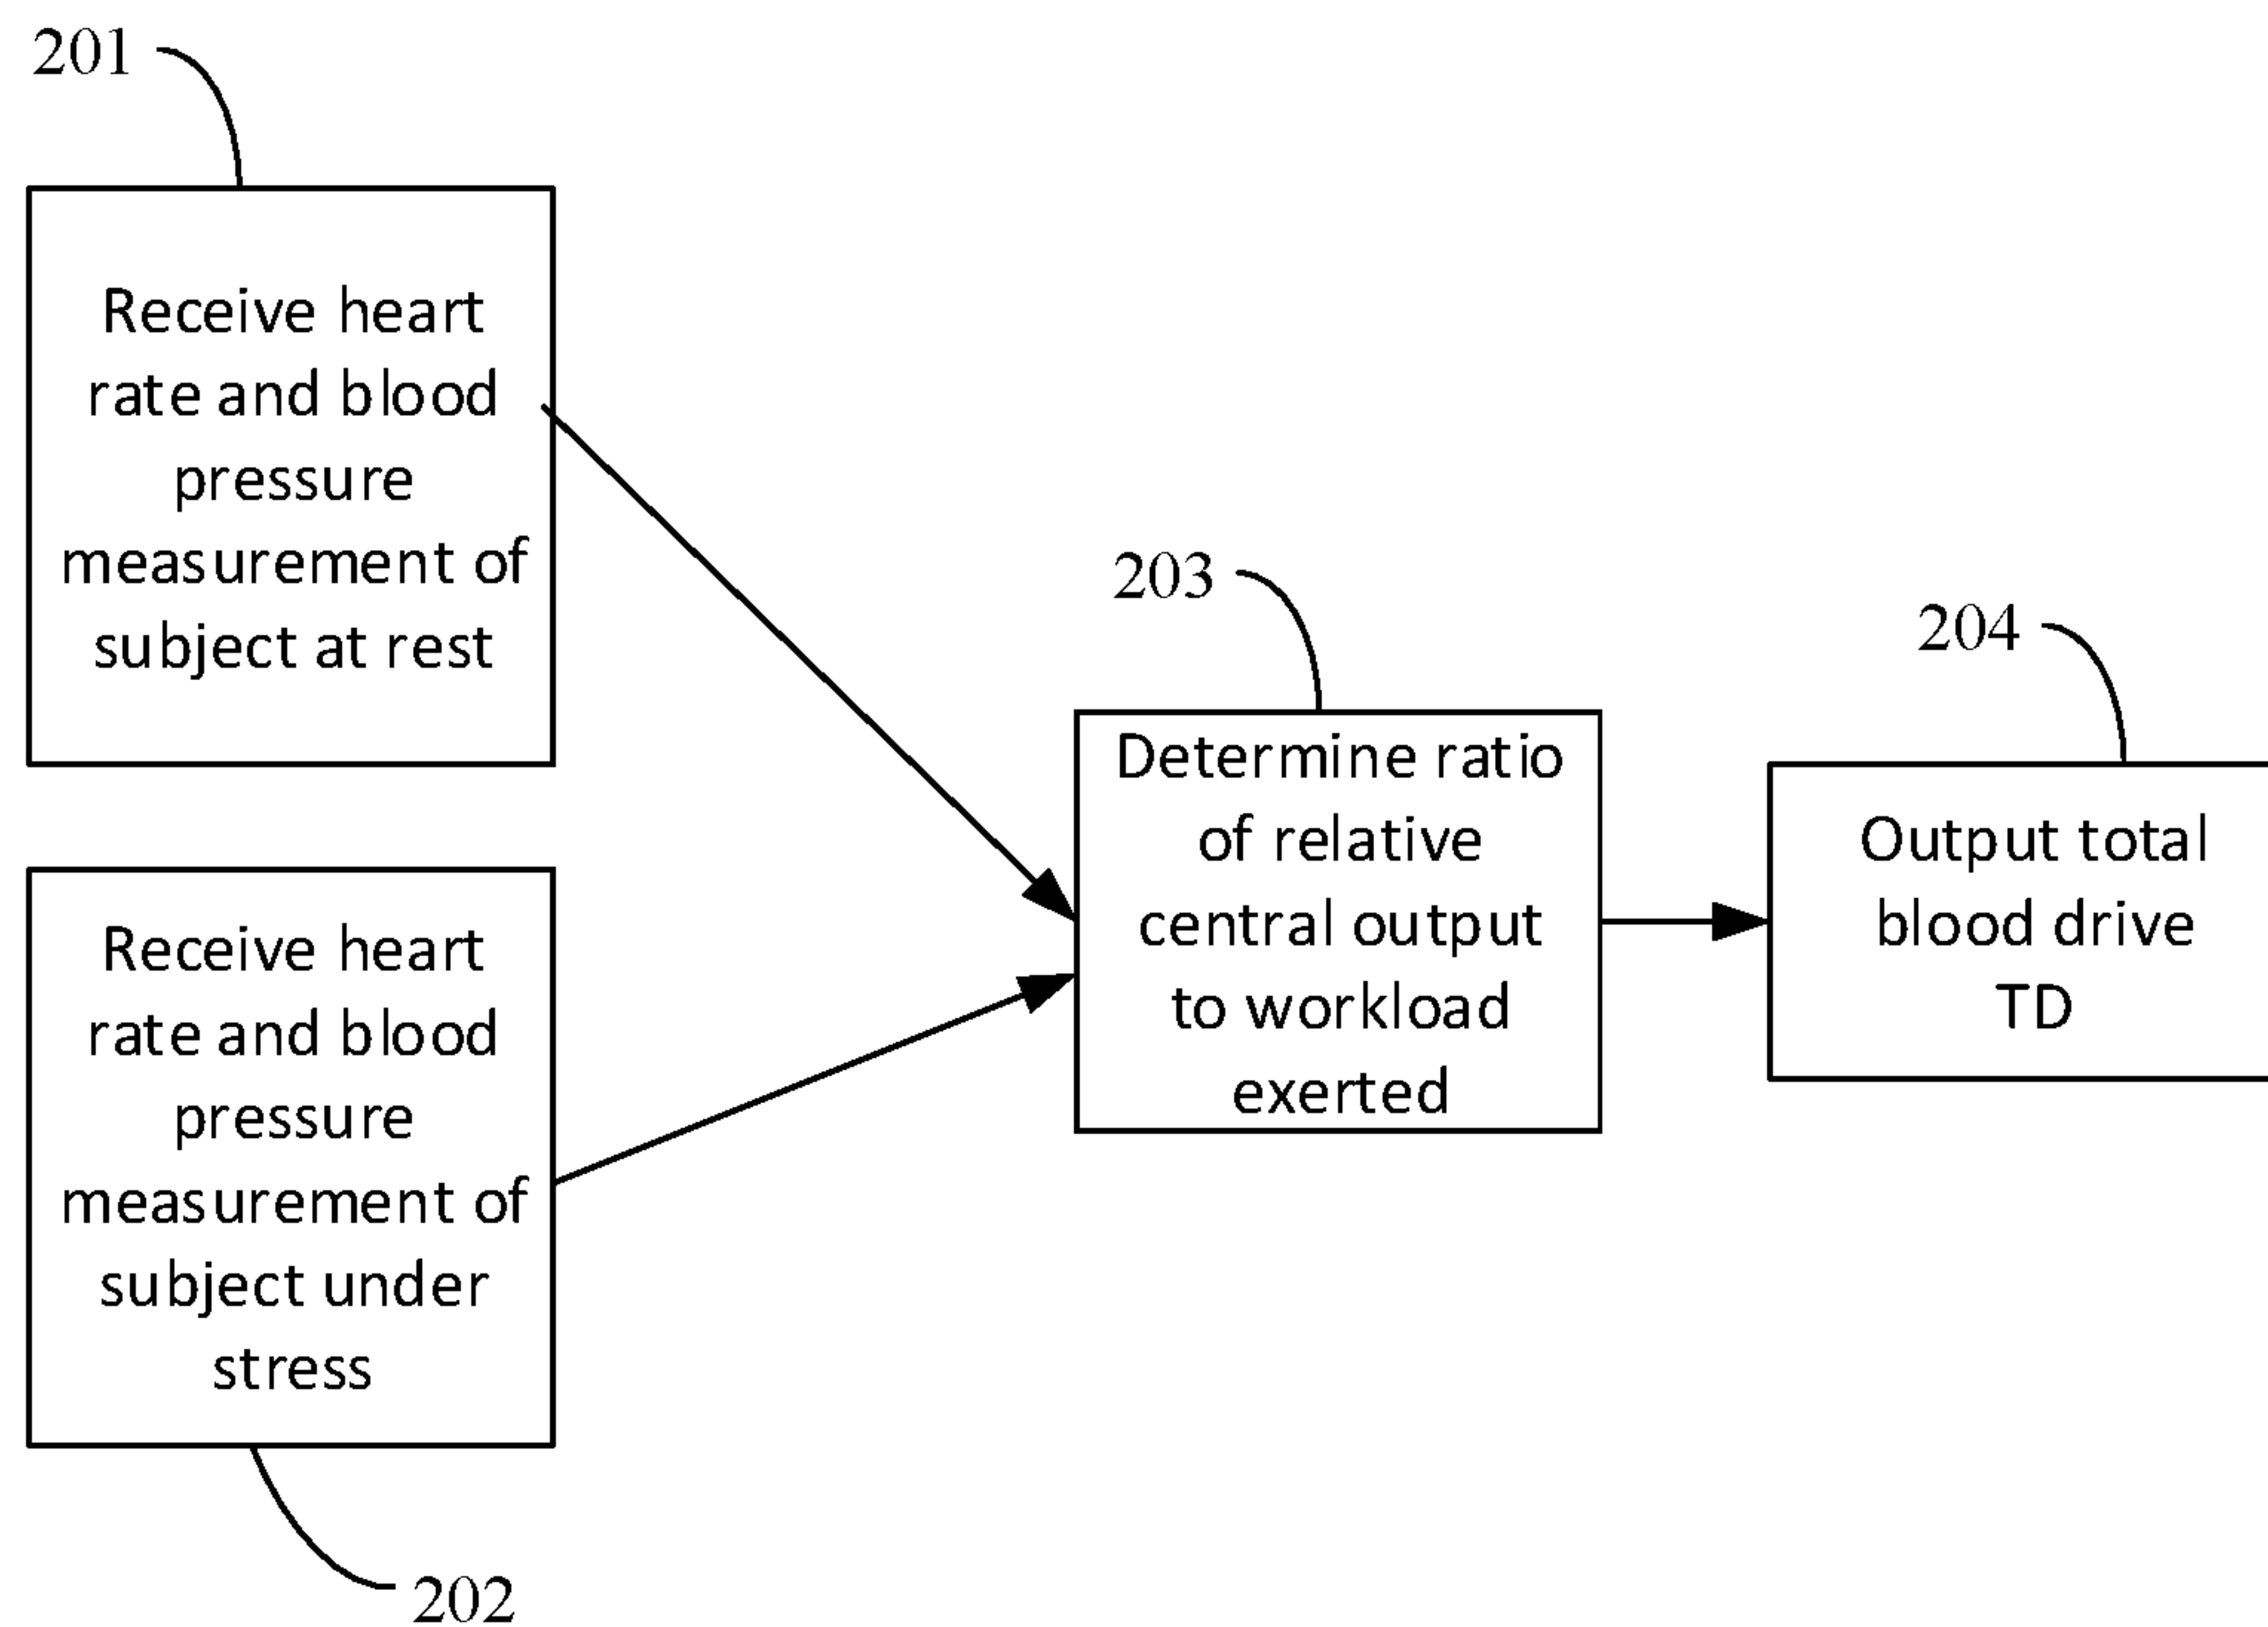 201
Receive heart
rate and blood
pressure
measurement of
subject at rest
Receive heart
rate and blood
pressure
measurement of
subject under
stress
202
203
Determine ratio
of relative
central output
to workload
exerted
204
Output total
blood drive
TD